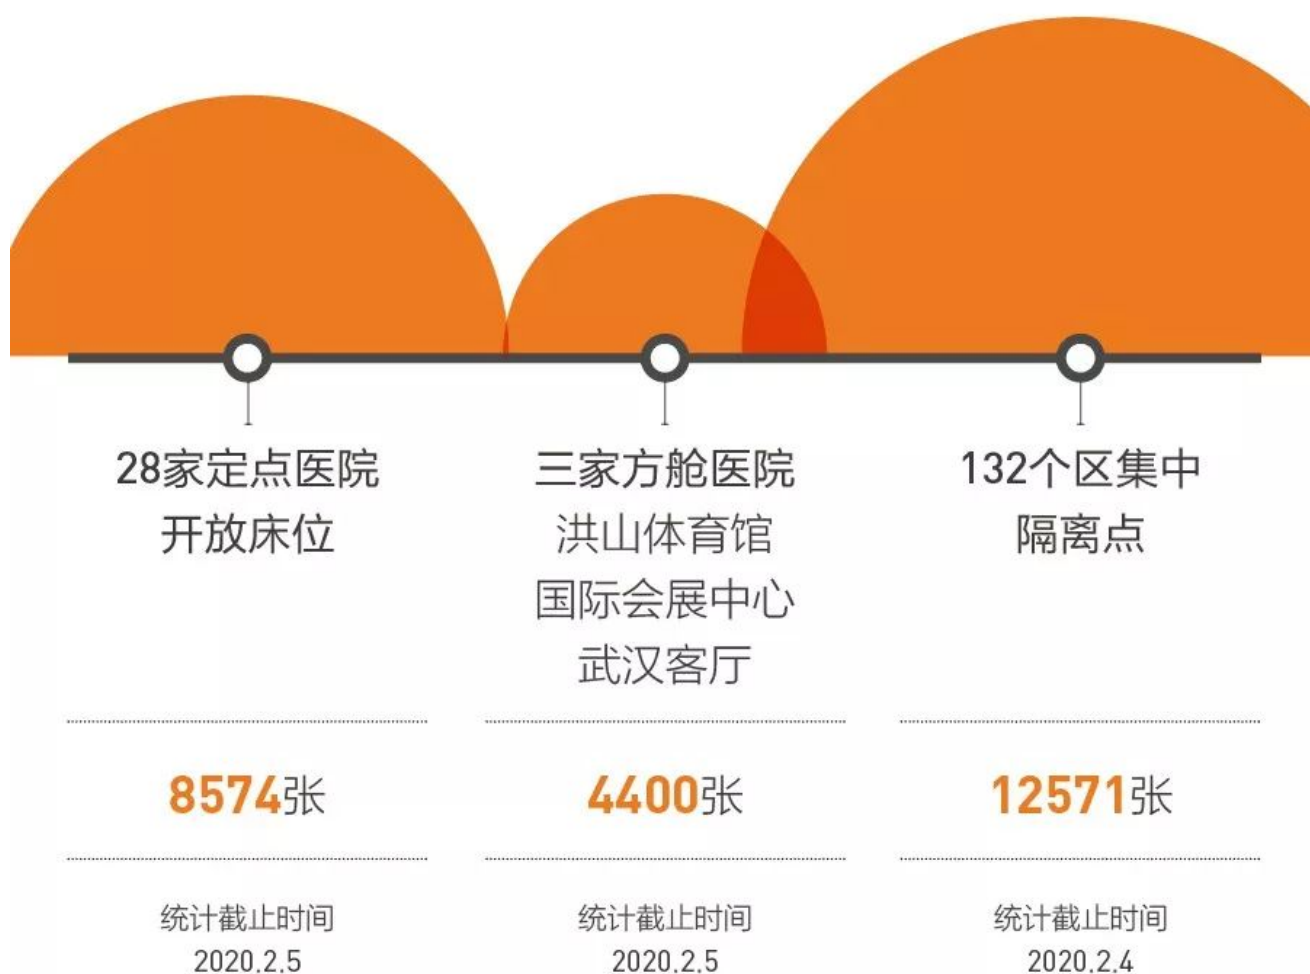 28家定点医院
开放床位
三家方舱医院
洪山体育馆
国际会展中心
武汉客厅
132个区集中
隔离点
8574张
4400张
12571张
统计截止时间
2020.2.5
统计截止时间
2020.2.5
统计截止时间
2020.2.4